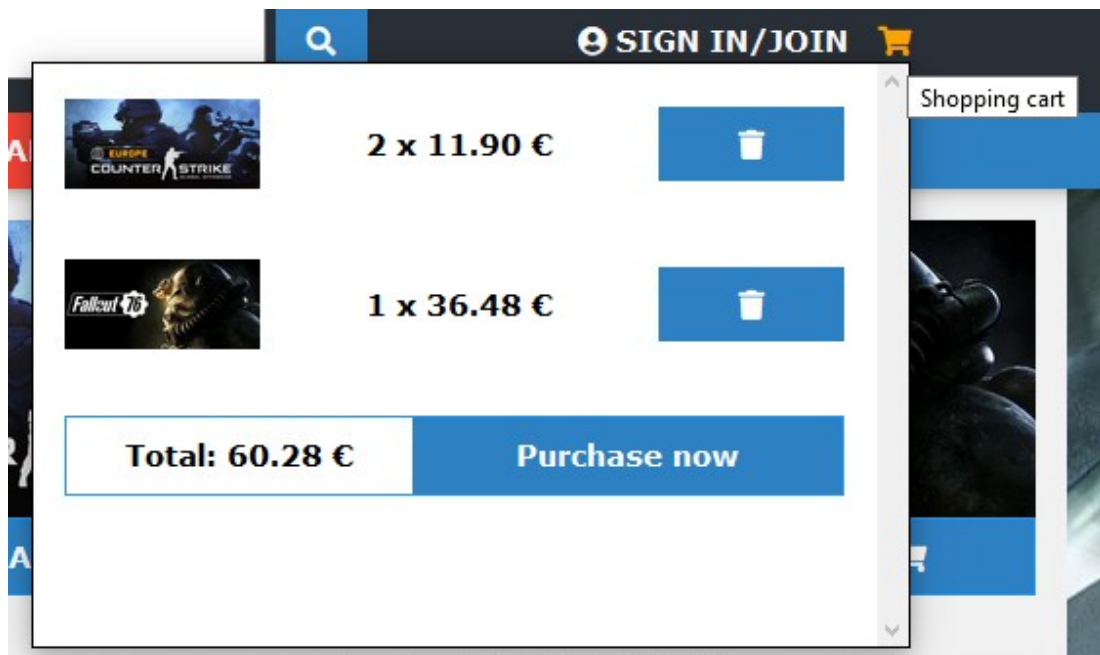 SIGN IN/JOIN
Shopping cart
EUROPE
COUNTER STRIKE
2 x 11.90 €
Fallout 76
1 x 36.48 €
Total: 60.28 €
Purchase now